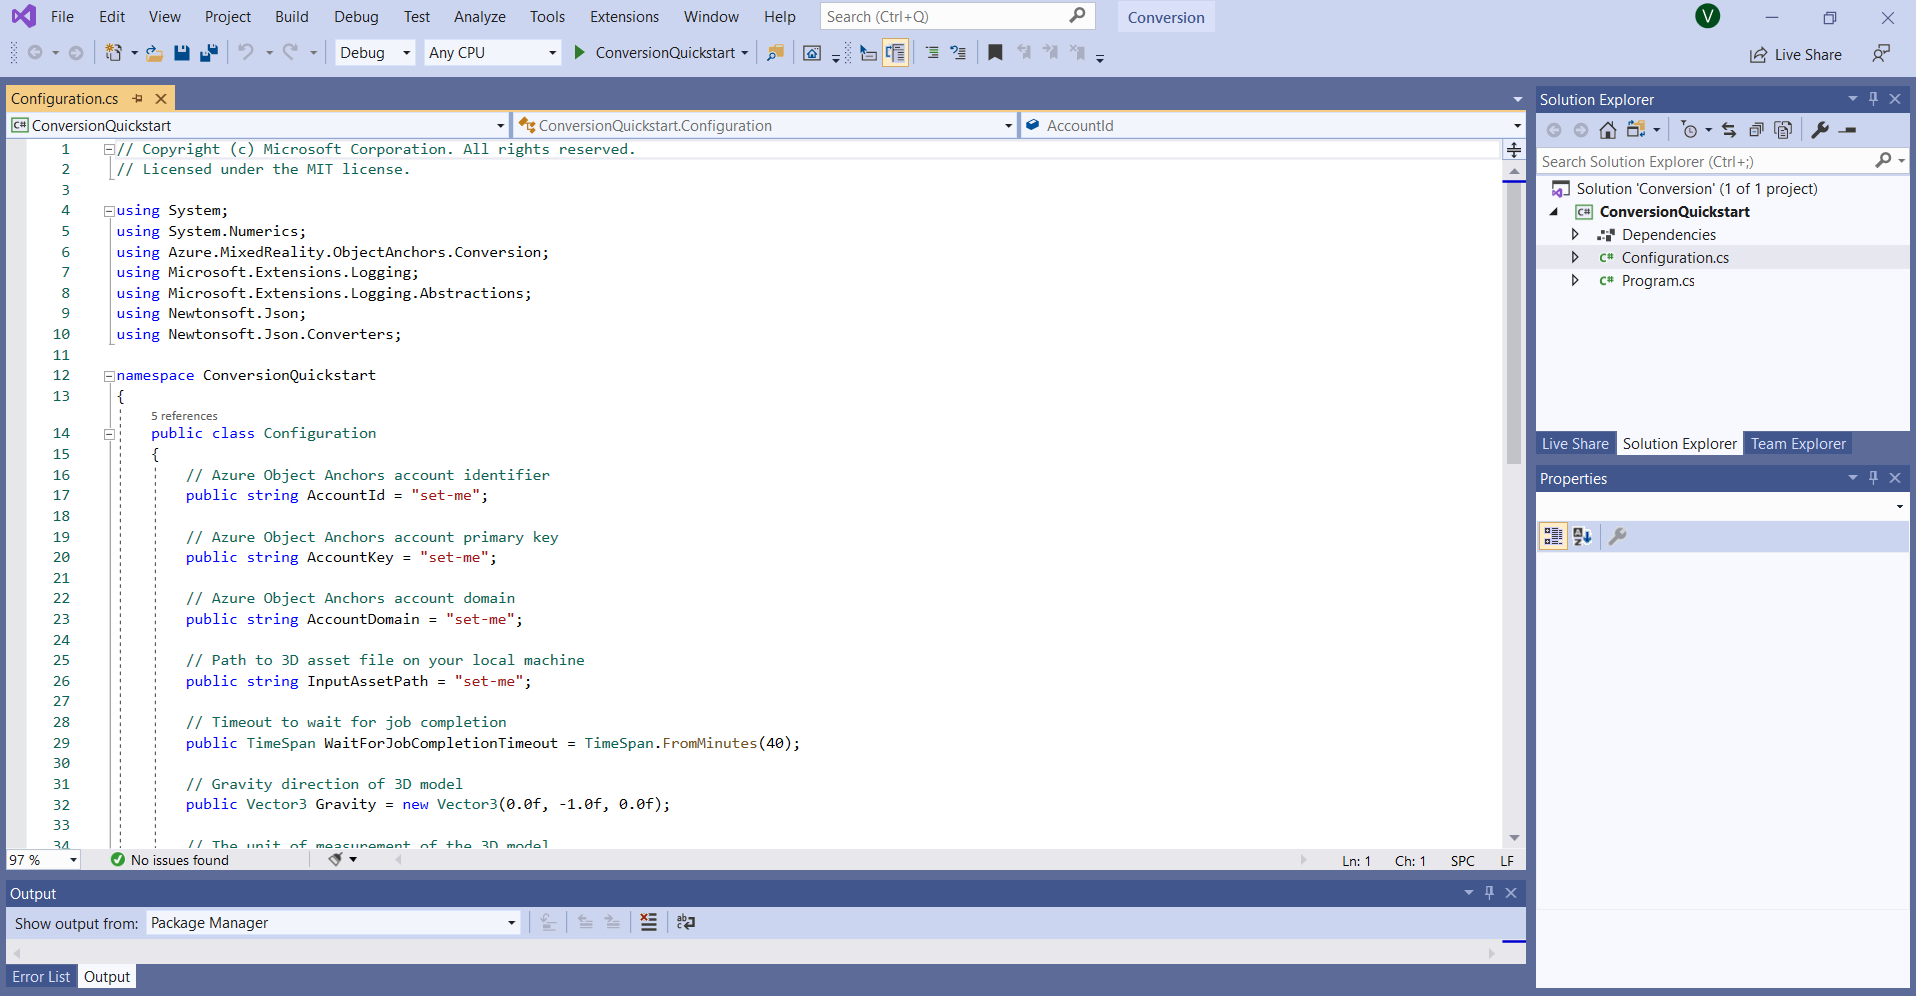 File Edit View Project Build Debug Test Analyze Tools Extensions Window Help Search (Ctrl+Q) Conversion V
Debug Any CPU ConversionQuickstart Live Share
Configuration.cs
C# ConversionQuickstart ConversionQuickstart.Configuration AccountId
1 // Copyright (c) Microsoft Corporation. All rights reserved.
2 // Licensed under the MIT license.
3
4 using System;
5 using System.Numerics;
6 using Azure.MixedReality.ObjectAnchors.Conversion;
7 using Microsoft.Extensions.Logging;
8 using Microsoft.Extensions.Logging.Abstractions;
9 using Newtonsoft.Json;
10 using Newtonsoft.Json.Converters;
11
12 namespace ConversionQuickstart
13 {
5 references
14 public class Configuration
15 {
16 // Azure Object Anchors account identifier
17 public string AccountId = "set-me";
18
19 // Azure Object Anchors account primary key
20 public string AccountKey = "set-me";
21
22 // Azure Object Anchors account domain
23 public string AccountDomain = "set-me";
24
25 // Path to 3D asset file on your local machine
26 public string InputAssetPath = "set-me";
27
28 // Timeout to wait for job completion
29 public TimeSpan WaitForJobCompletionTimeout = TimeSpan.FromMinutes(40);
30
31 // Gravity direction of 3D model
32 public Vector3 Gravity = new Vector3(0.0f, -1.0f, 0.0f);
33
34 // The unit of measurement of the 3D model
97 % No issues found Ln: 1 Ch: 1 SPC LF
Output
Show output from: Package Manager
Error List Output
Solution Explorer
Search Solution Explorer (Ctrl+;)
Solution 'Conversion' (1 of 1 project)
C# ConversionQuickstart
Dependencies
C# Configuration.cs
C# Program.cs
Live Share Solution Explorer Team Explorer
Properties